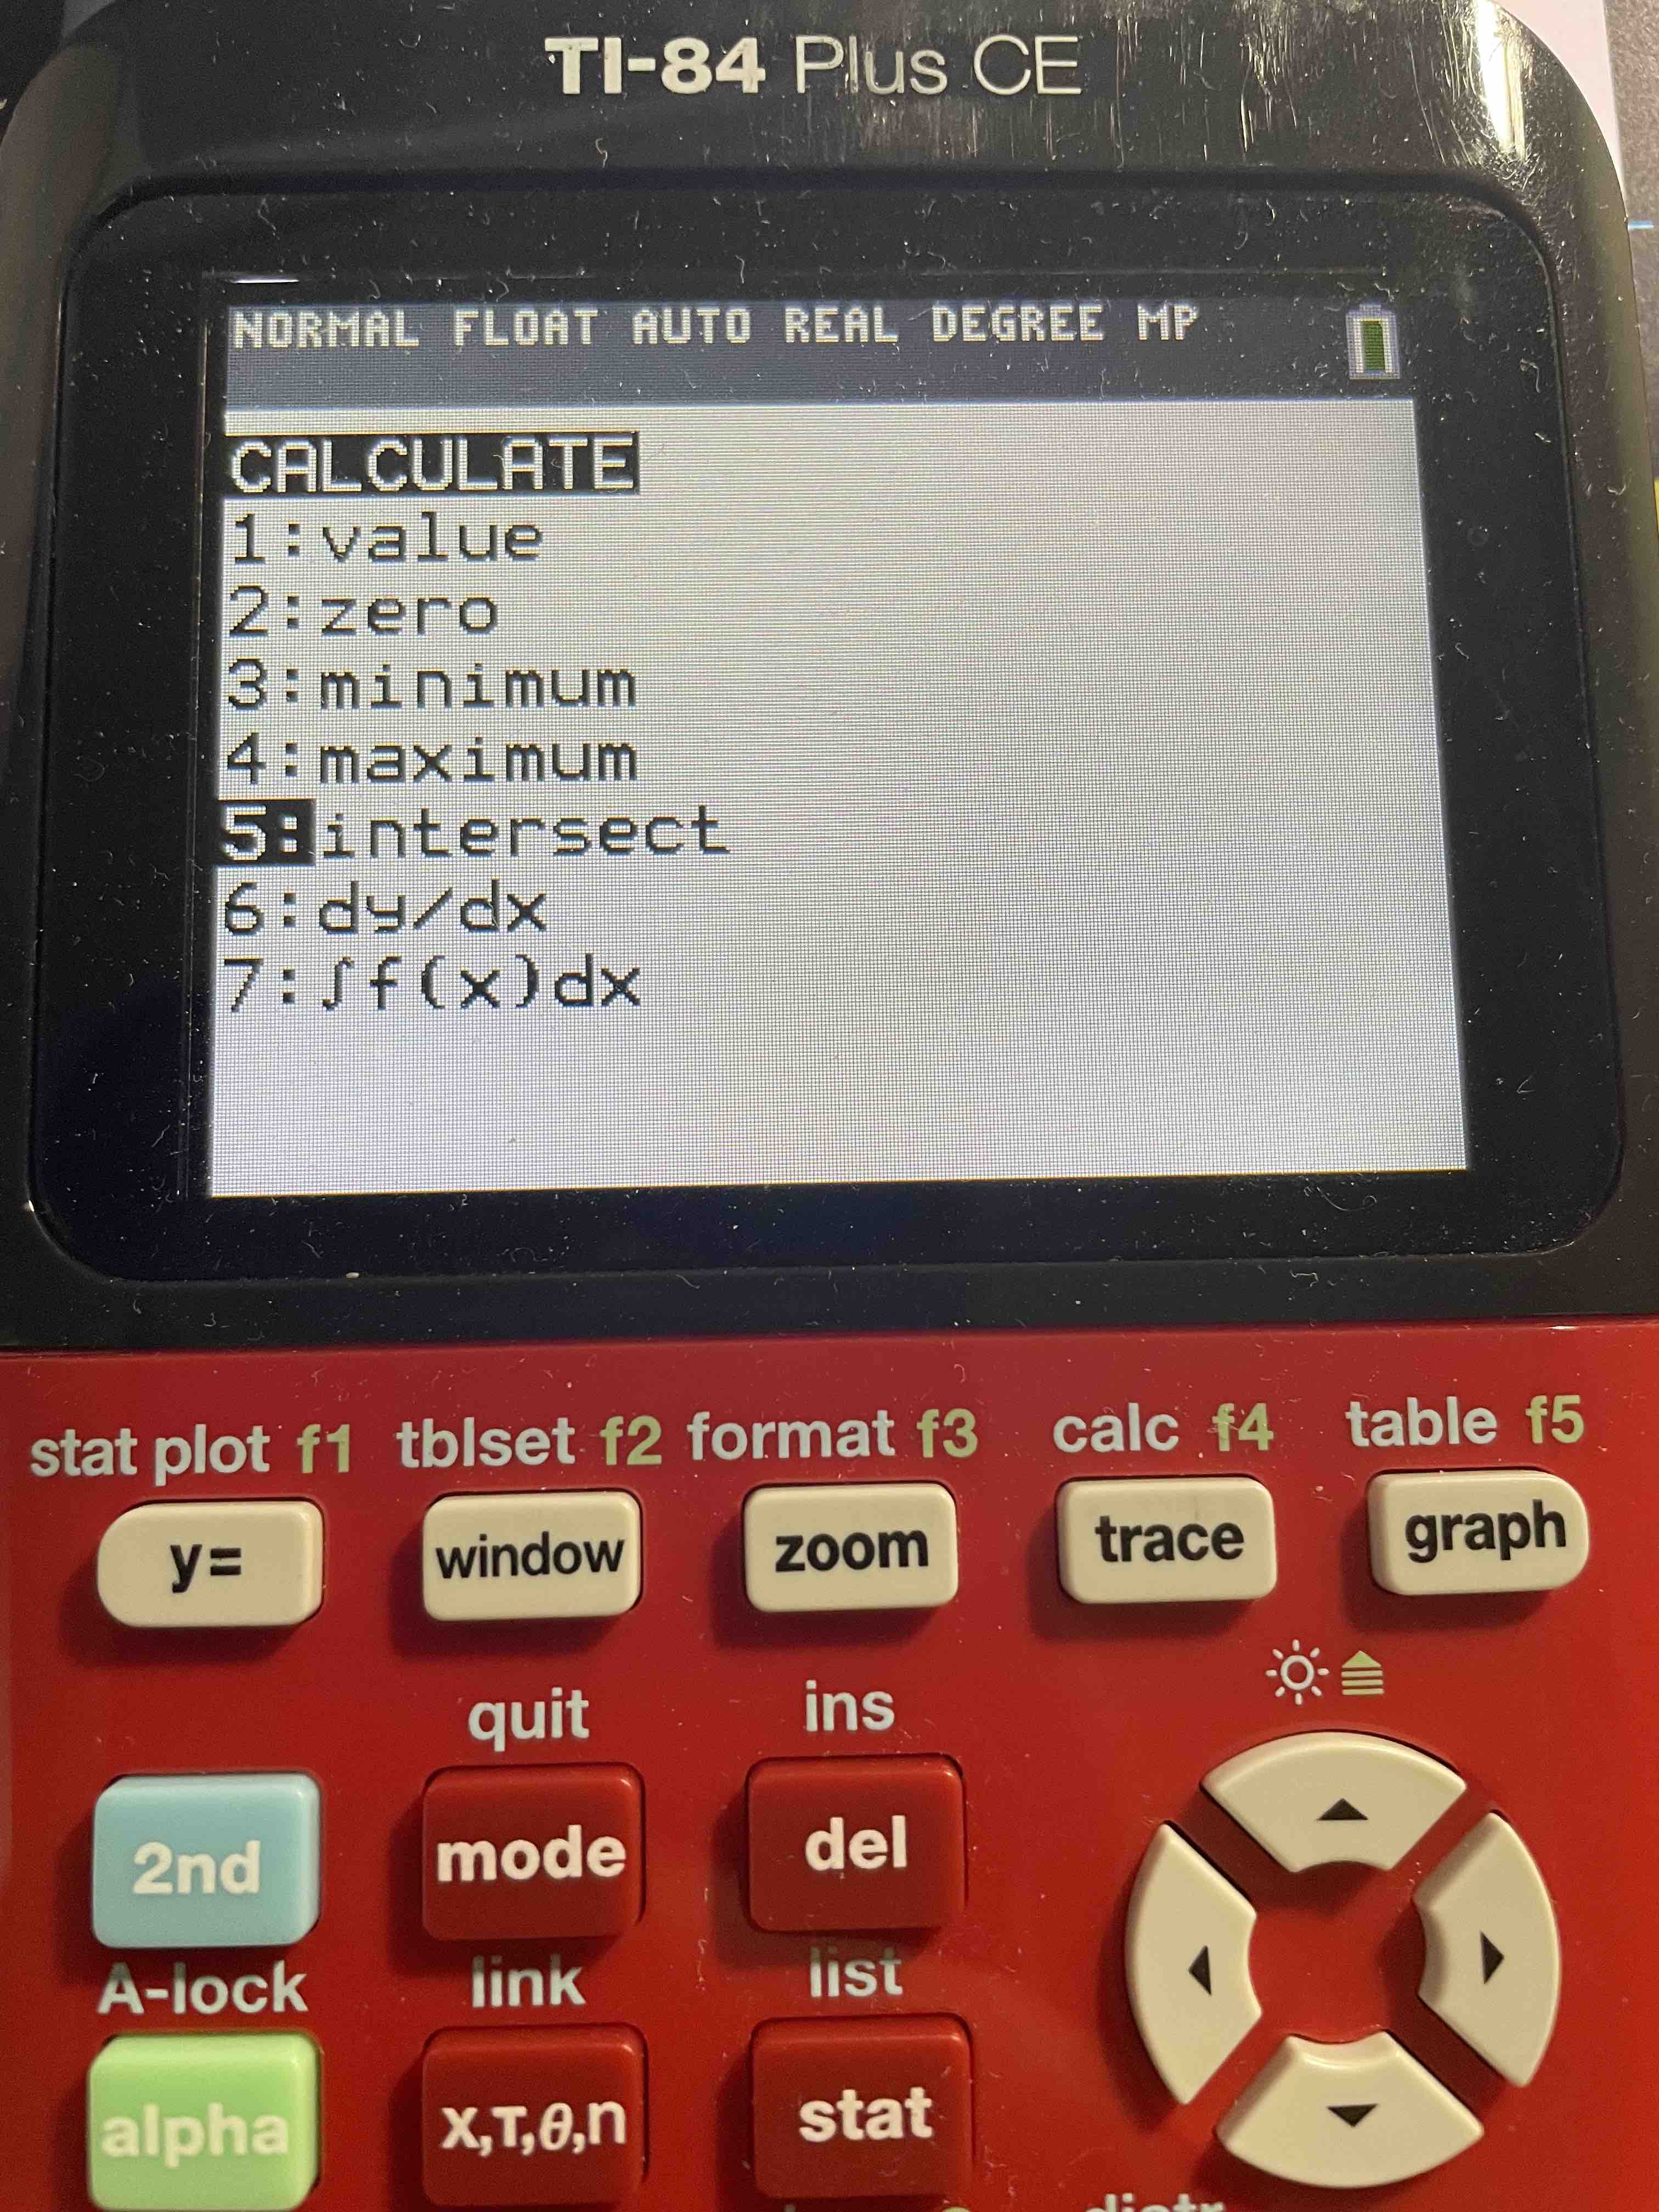 TI-84 Plus CE
NORMAL FLOAT AUTO REAL DEGREE MP
CALCULATE
1:value
2:zero
3:minimum
4:maximum
5:intersect
6:dy/dx
7:∫f(x)dx
stat plot f1 tblset f2 format f3 calc f4 table f5
y= window zoom trace graph
quit ins
2nd mode del
A-lock link list
alpha X,T,θ,n stat